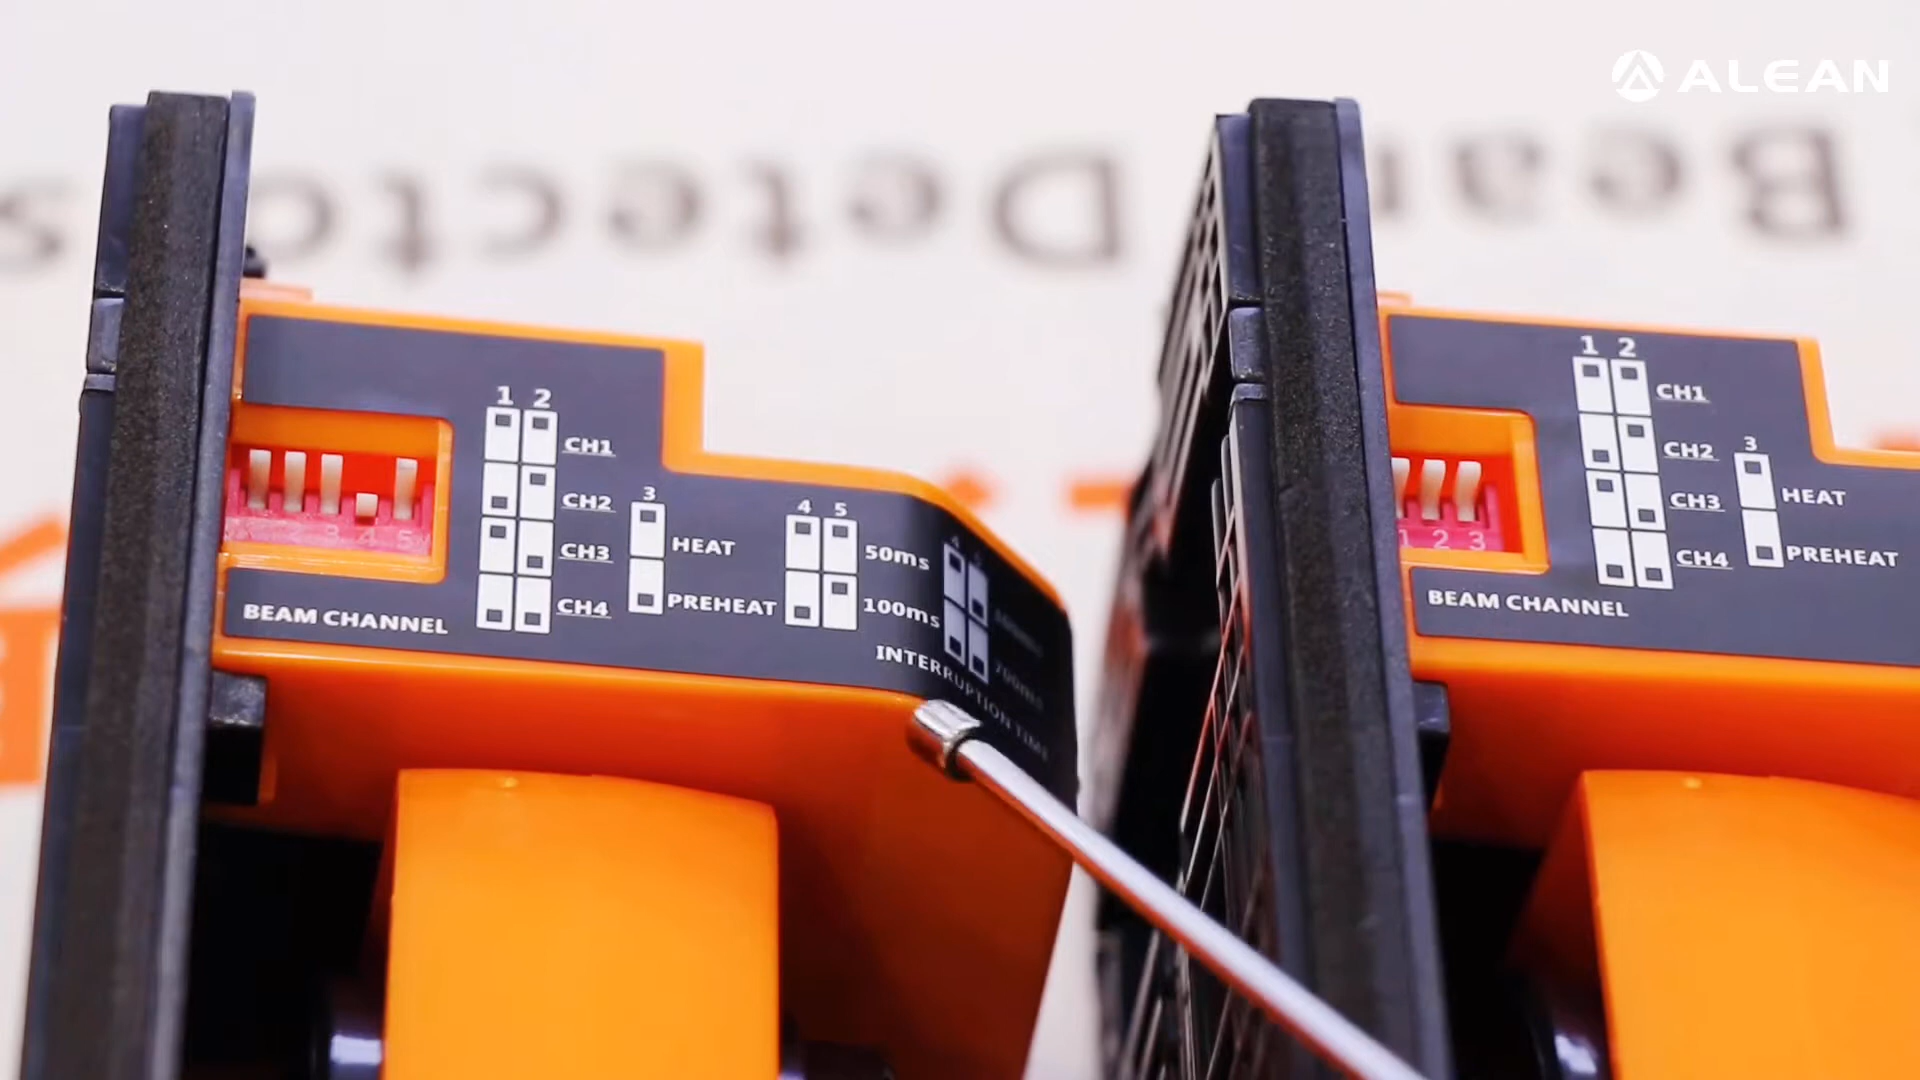 ALEAN
Beam Detectors
1 2
CH1
CH2
CH3
CH4
3
HEAT
PREHEAT
4 5
50ms
100ms
INTERRUPTION TIME
BEAM CHANNEL
1 2
CH1
CH2
CH3
CH4
3
HEAT
PREHEAT
1 2 3
BEAM CHANNEL